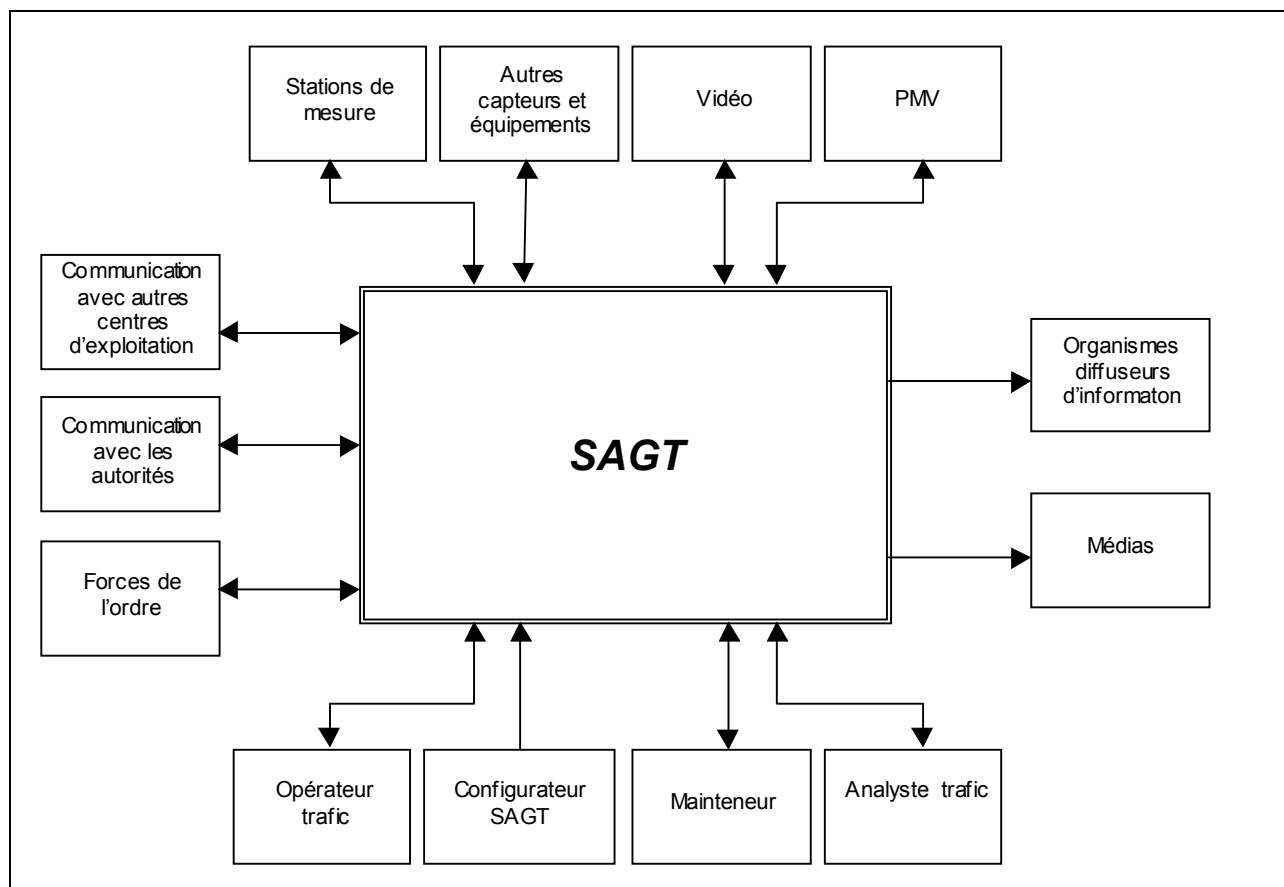 Stations de
mesure
Autres
capteurs et
équipements
Vidéo
PMV
Communication
avec autres
centres
d'exploitation
Communication
avec les
autorités
Forces de
l'ordre
SAGT
Organismes
diffuseurs
d'informaton
Médias
Opérateur
trafic
Configurateur
SAGT
Mainteneur
Analyste trafic